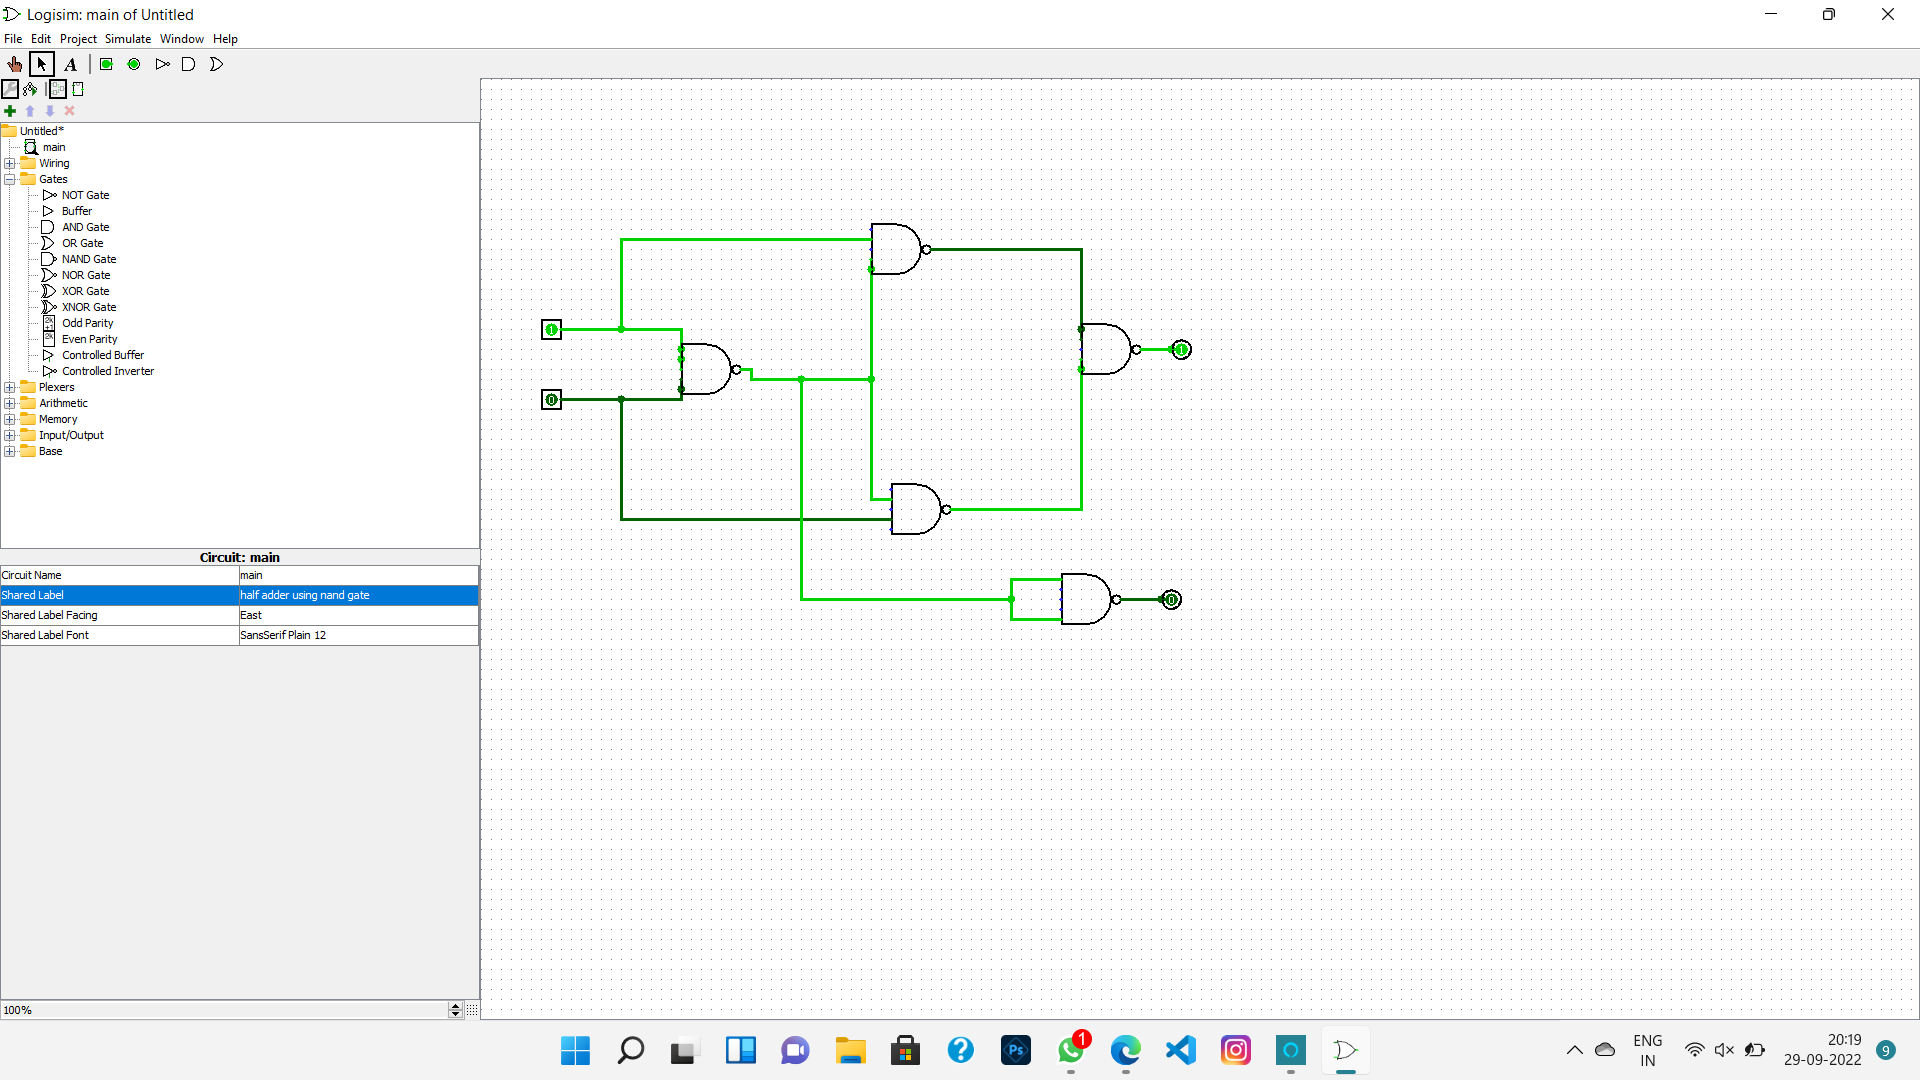 Logisim: main of Untitled
File Edit Project Simulate Window Help
A
Untitled*
main
Wiring
Gates
NOT Gate
Buffer
AND Gate
OR Gate
NAND Gate
NOR Gate
XOR Gate
XNOR Gate
2k+1 Odd Parity
2k Even Parity
Controlled Buffer
Controlled Inverter
Plexers
Arithmetic
Memory
Input/Output
Base
Circuit: main
Circuit Name main
Shared Label half adder using nand gate
Shared Label Facing East
Shared Label Font SansSerif Plain 12
100%
1
1
0
0
Ps
1
ENG
IN
20:19
29-09-2022
9